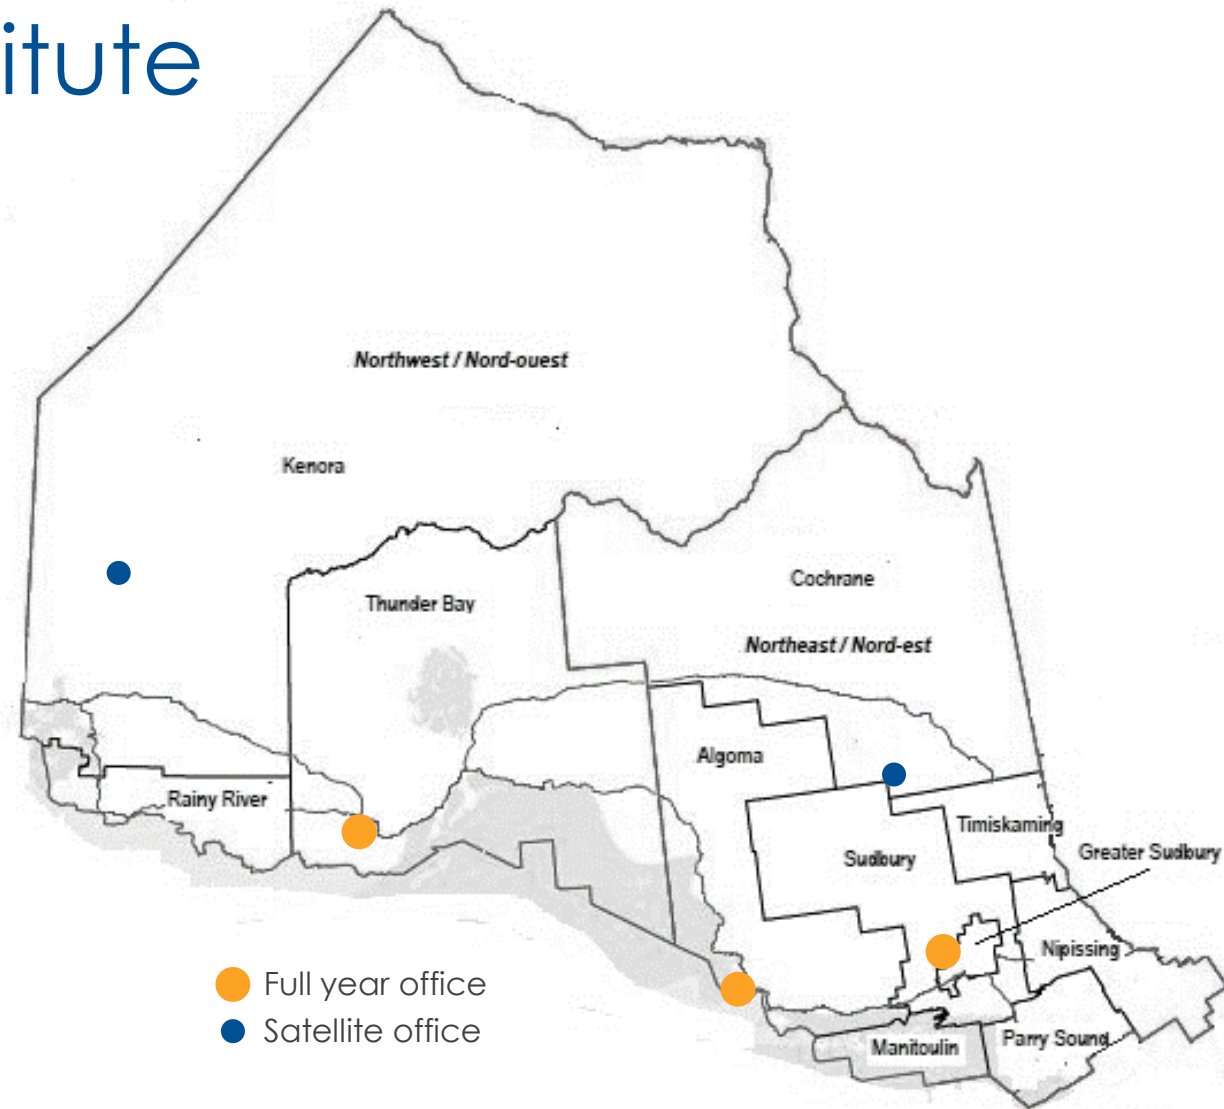 itute
Northwest / Nord-ouest
Kenora
Cochrane
Thunder Bay
Northeast / Nord-est
Algoma
Rainy River
Timiskaming
Sudbury
Greater Sudbury
Nipissing
Full year office
Satellite office
Manitoulin
Parry Sound